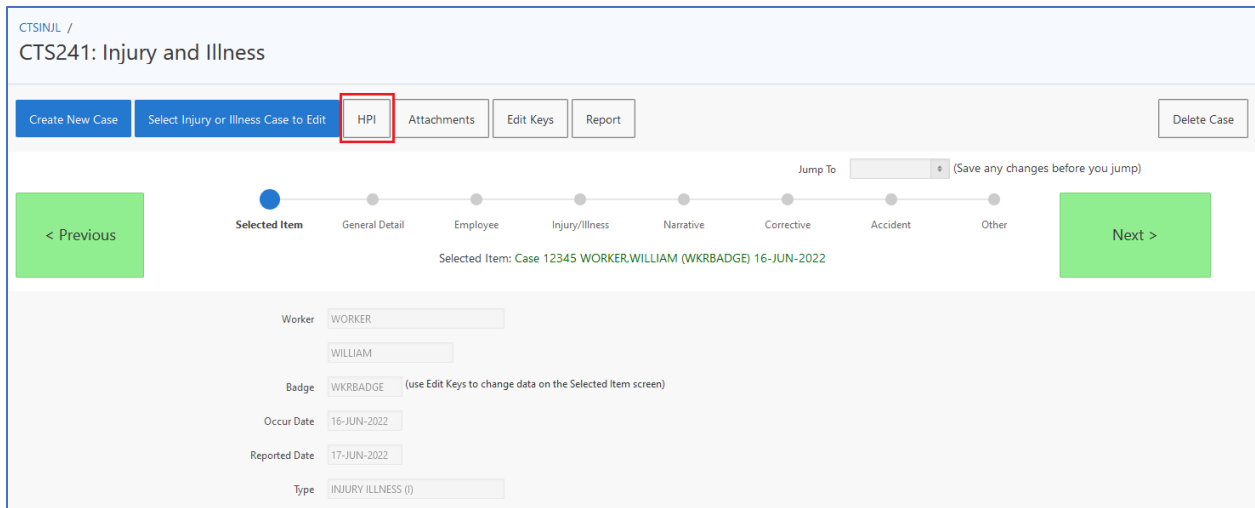 CTSINJL /
CTS241: Injury and Illness
Create New Case Select Injury or Illness Case to Edit HPI Attachments Edit Keys Report Delete Case
Jump To (Save any changes before you jump)
< Previous
Selected Item General Detail Employee Injury/Illness Narrative Corrective Accident Other
Next >
Selected Item: Case 12345 WORKER,WILLIAM (WKRBADGE) 16-JUN-2022
Worker WORKER
WILLIAM
Badge WKRBADGE (use Edit Keys to change data on the Selected Item screen)
Occur Date 16-JUN-2022
Reported Date 17-JUN-2022
Type INJURY ILLNESS (I)